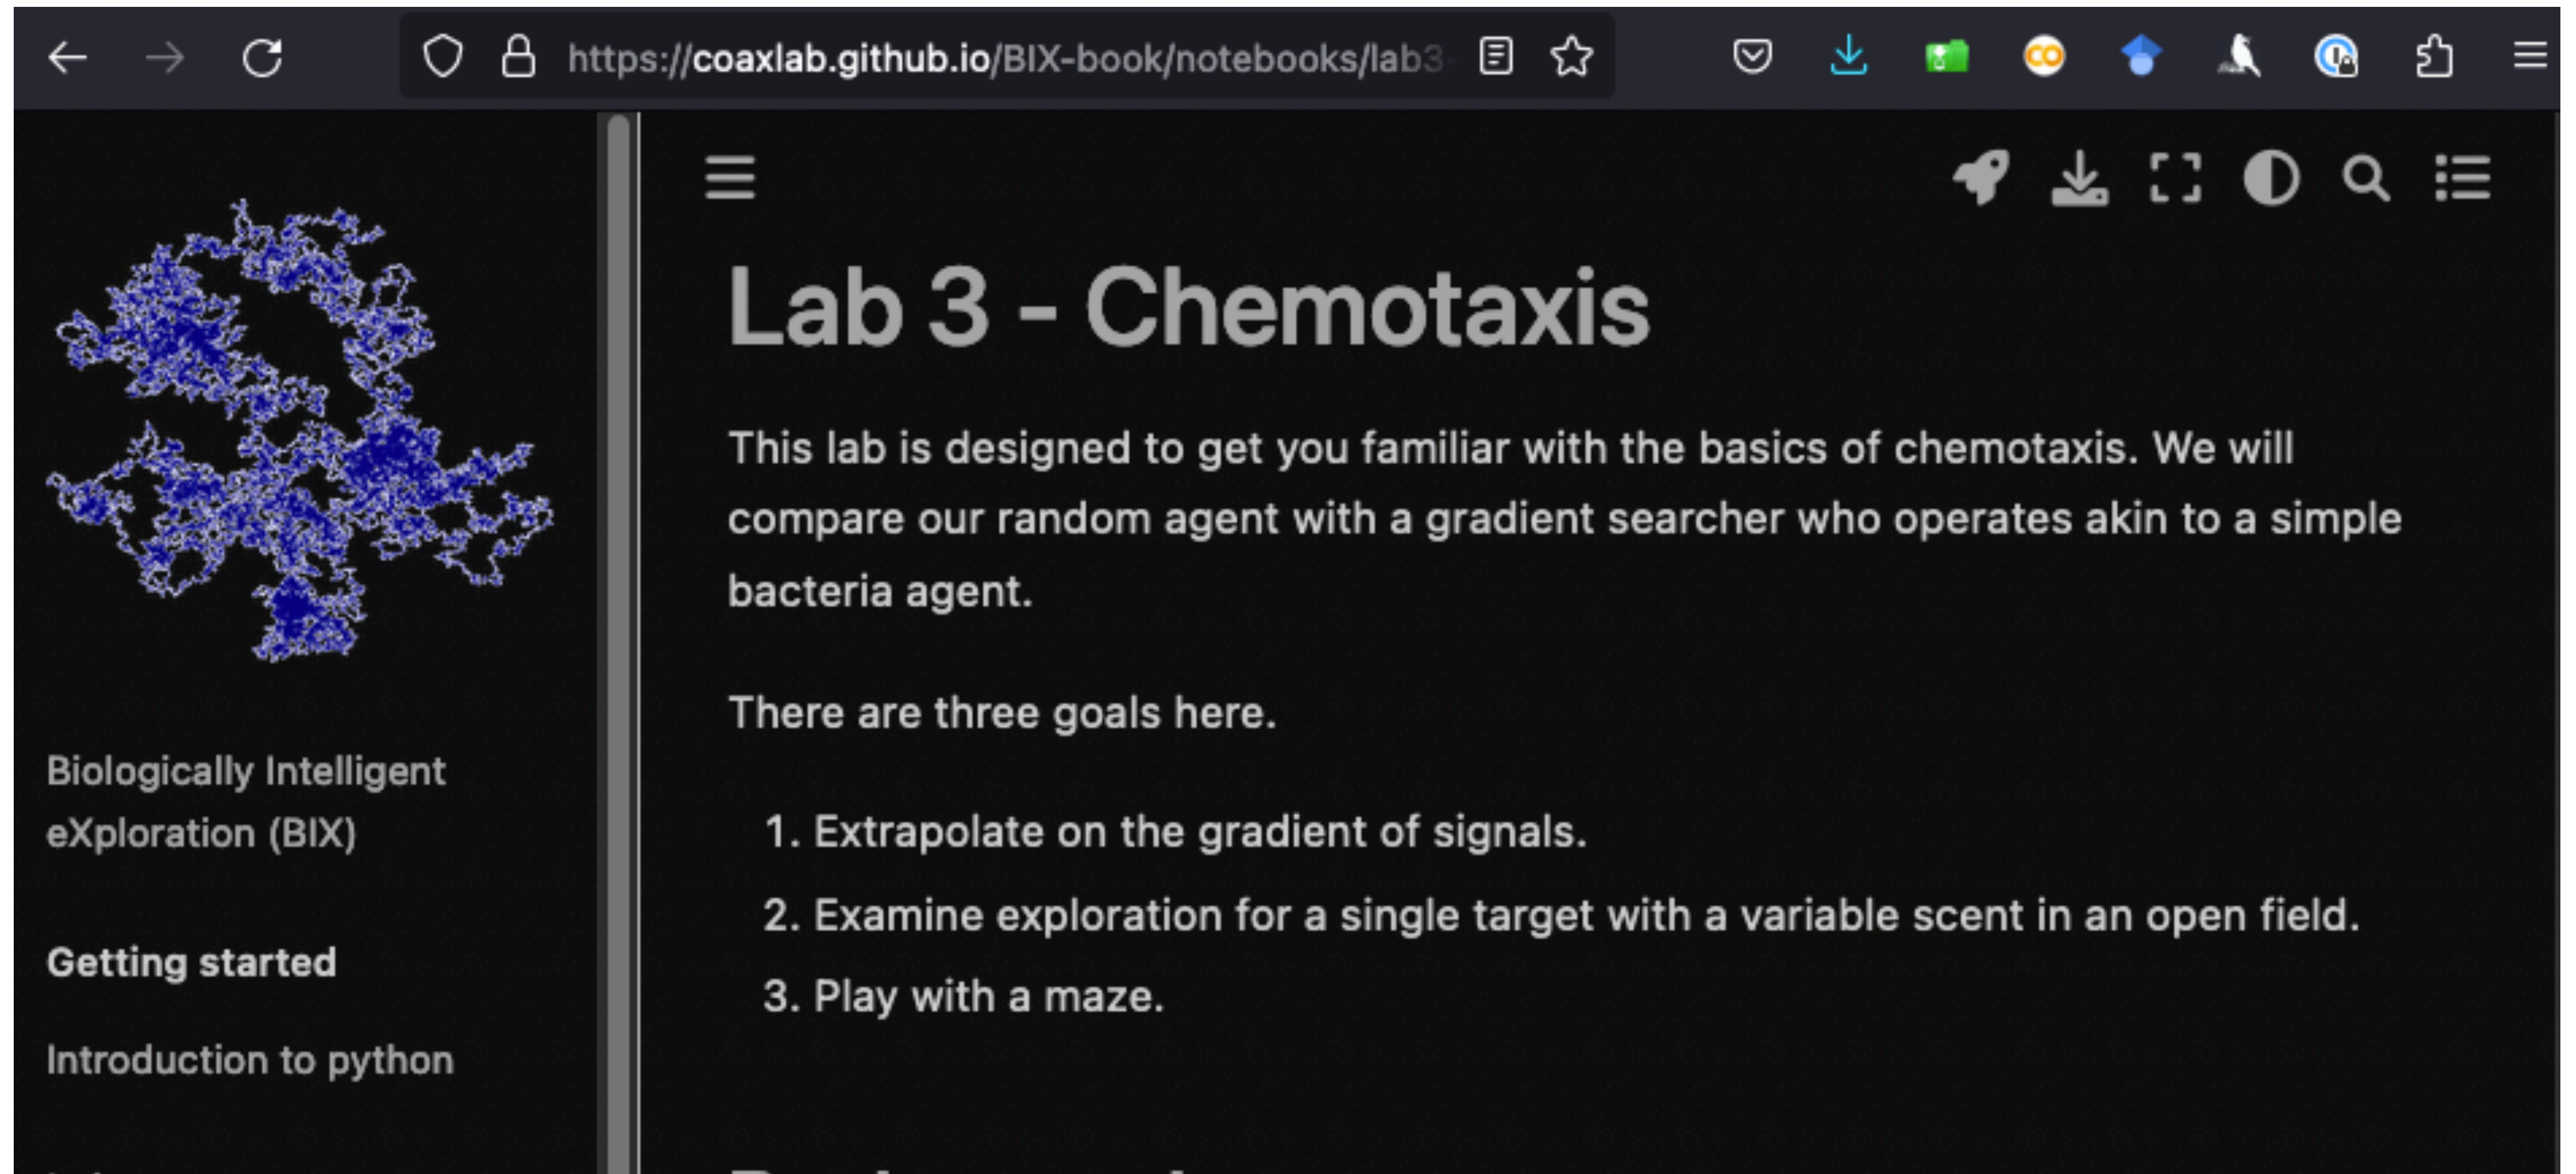 https://coaxlab.github.io/BIX-book/notebooks/lab3-
Biologically Intelligent
eXploration (BIX)
Getting started
Introduction to python
Lab 3 - Chemotaxis
This lab is designed to get you familiar with the basics of chemotaxis. We will
compare our random agent with a gradient searcher who operates akin to a simple
bacteria agent.
There are three goals here.
1. Extrapolate on the gradient of signals.
2. Examine exploration for a single target with a variable scent in an open field.
3. Play with a maze.